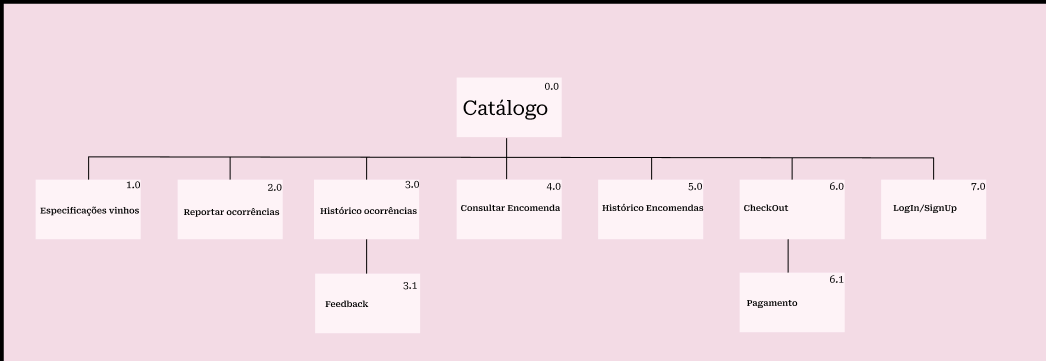 0.0
Catálogo
1.0
Especificações vinhos
2.0
Reportar ocorrências
3.0
Histórico ocorrências
4.0
Consultar Encomenda
5.0
Histórico Encomendas
6.0
CheckOut
7.0
LogIn/SignUp
3.1
Feedback
6.1
Pagamento